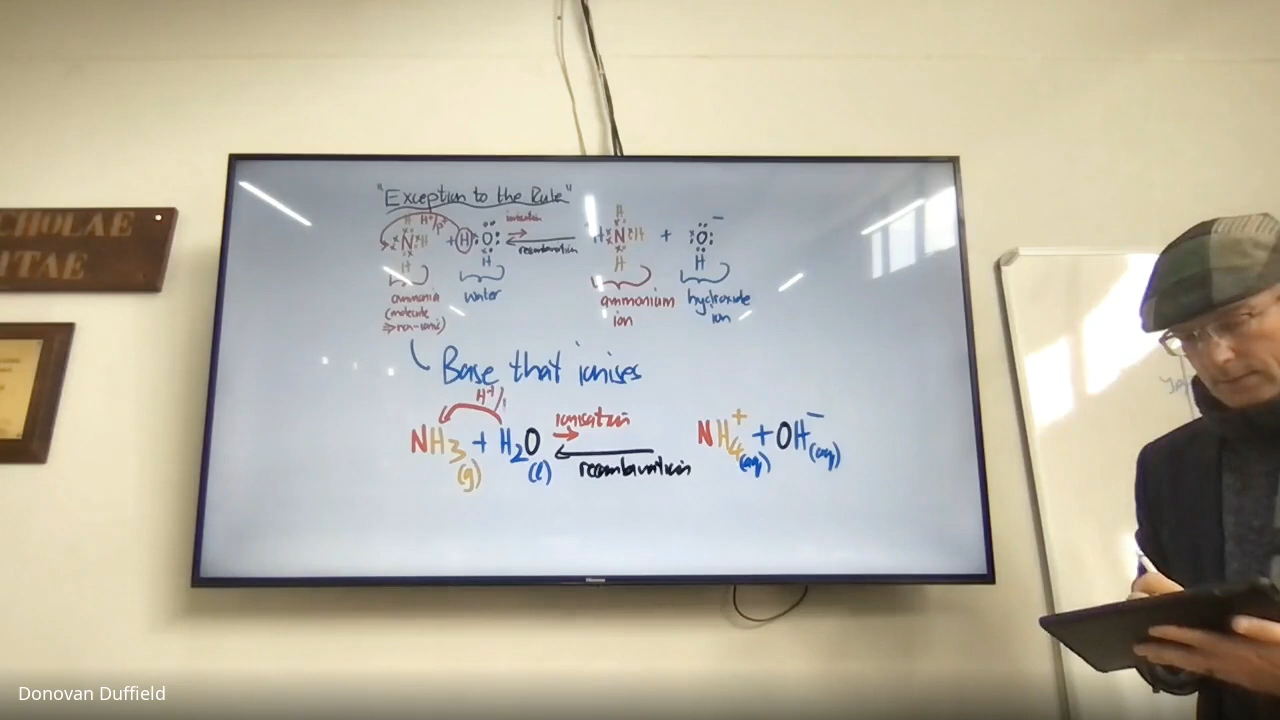 CHOLAE
ITAE
"Exception to the Rule"
H
H⁺/p⁺
×N×H + H O: ionisation
recombination
H×N×H + :O: −
H
H
H
H
ammonia
(molecule
⇒ non-ionic)
water
ammonium
ion
hydroxide
ion
Base that ionises
H⁺/
NH₃(g) + H₂O(l) ionisation
recombination
NH₄⁺(aq) + OH⁻(aq)
Hisense
Donovan Duffield